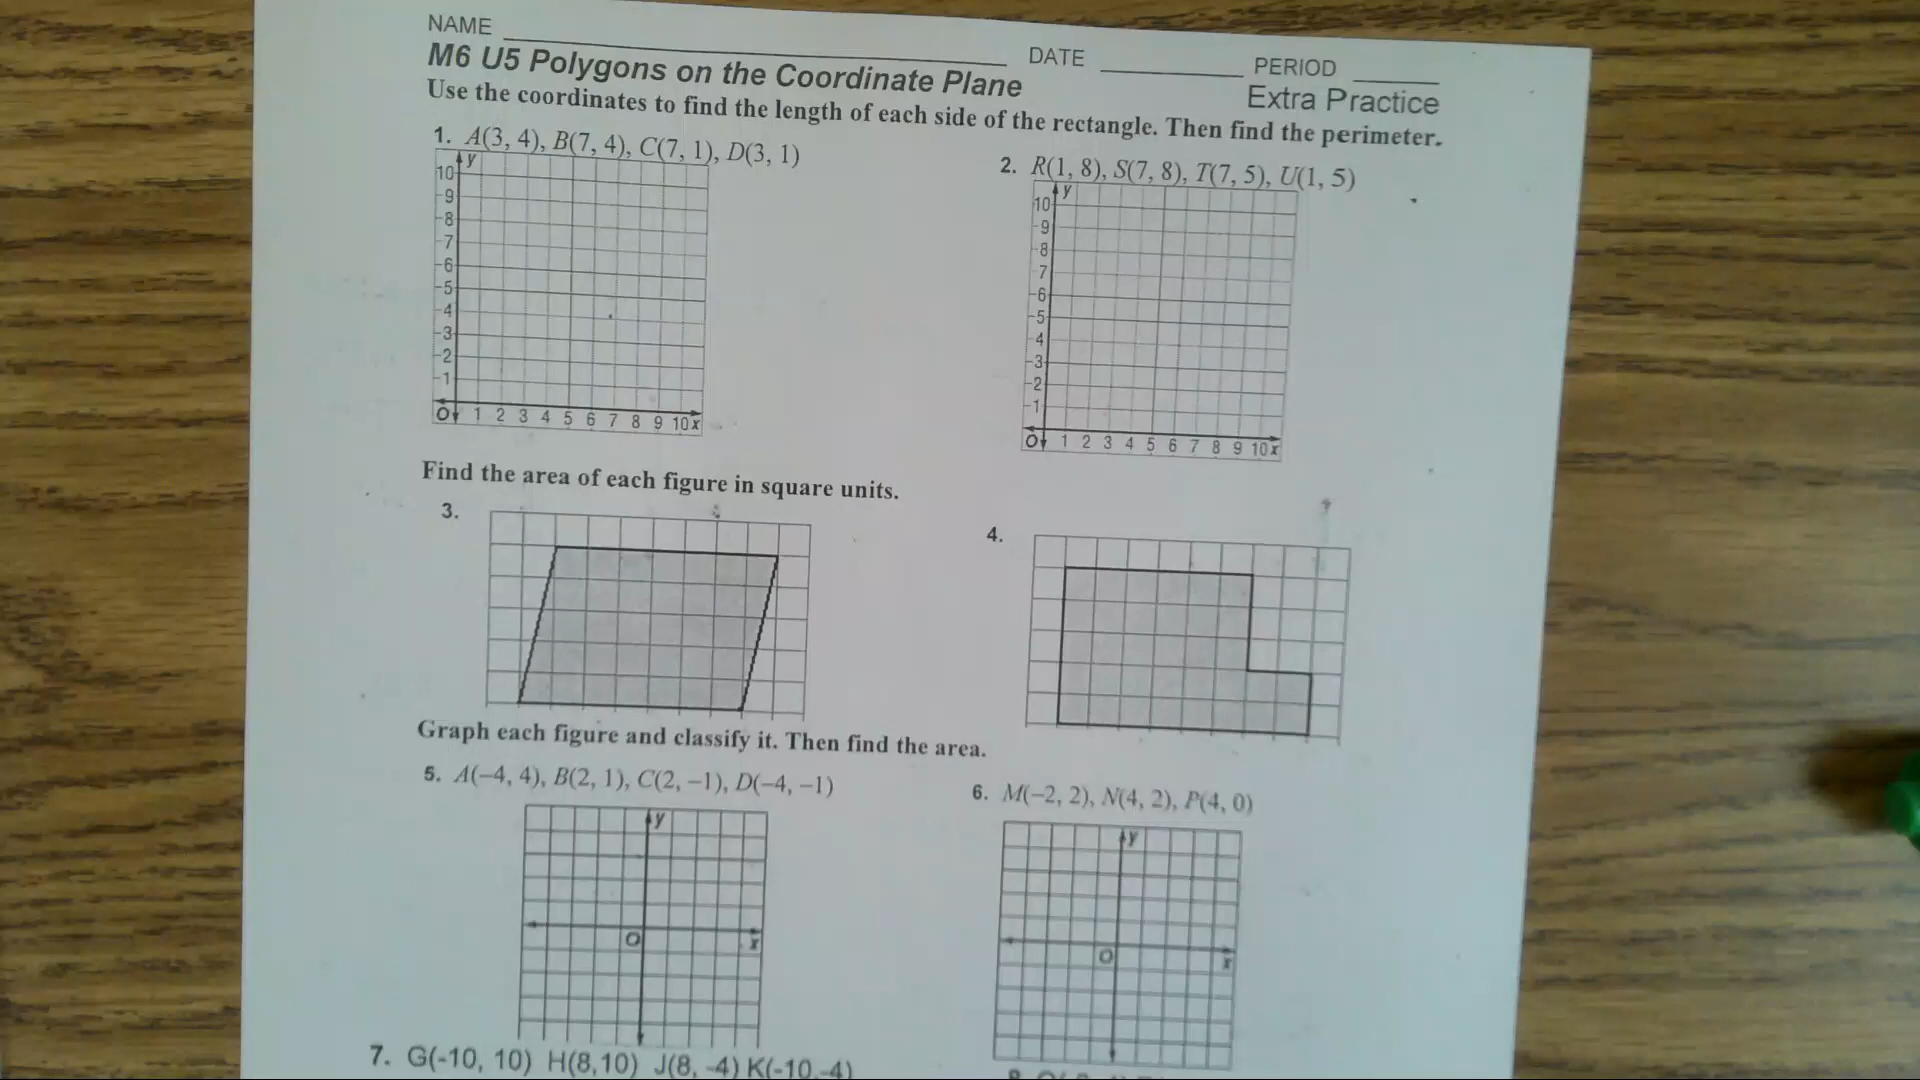 NAME ____ DATE ____ PERIOD ____
M6 U5 Polygons on the Coordinate Plane
Extra Practice
Use the coordinates to find the length of each side of the rectangle. Then find the perimeter.
1. A(3, 4), B(7, 4), C(7, 1), D(3, 1)
y
10
9
8
7
6
5
4
3
2
1
O 1 2 3 4 5 6 7 8 9 10 x
2. R(1, 8), S(7, 8), T(7, 5), U(1, 5)
y
10
9
8
7
6
5
4
3
2
1
O 1 2 3 4 5 6 7 8 9 10 x
Find the area of each figure in square units.
3.
4.
Graph each figure and classify it. Then find the area.
5. A(−4, 4), B(2, 1), C(2, −1), D(−4, −1)
y
O x
6. M(−2, 2), N(4, 2), P(4, 0)
y
O x
7. G(-10, 10) H(8,10) J(8, -4) K(-10,-4)